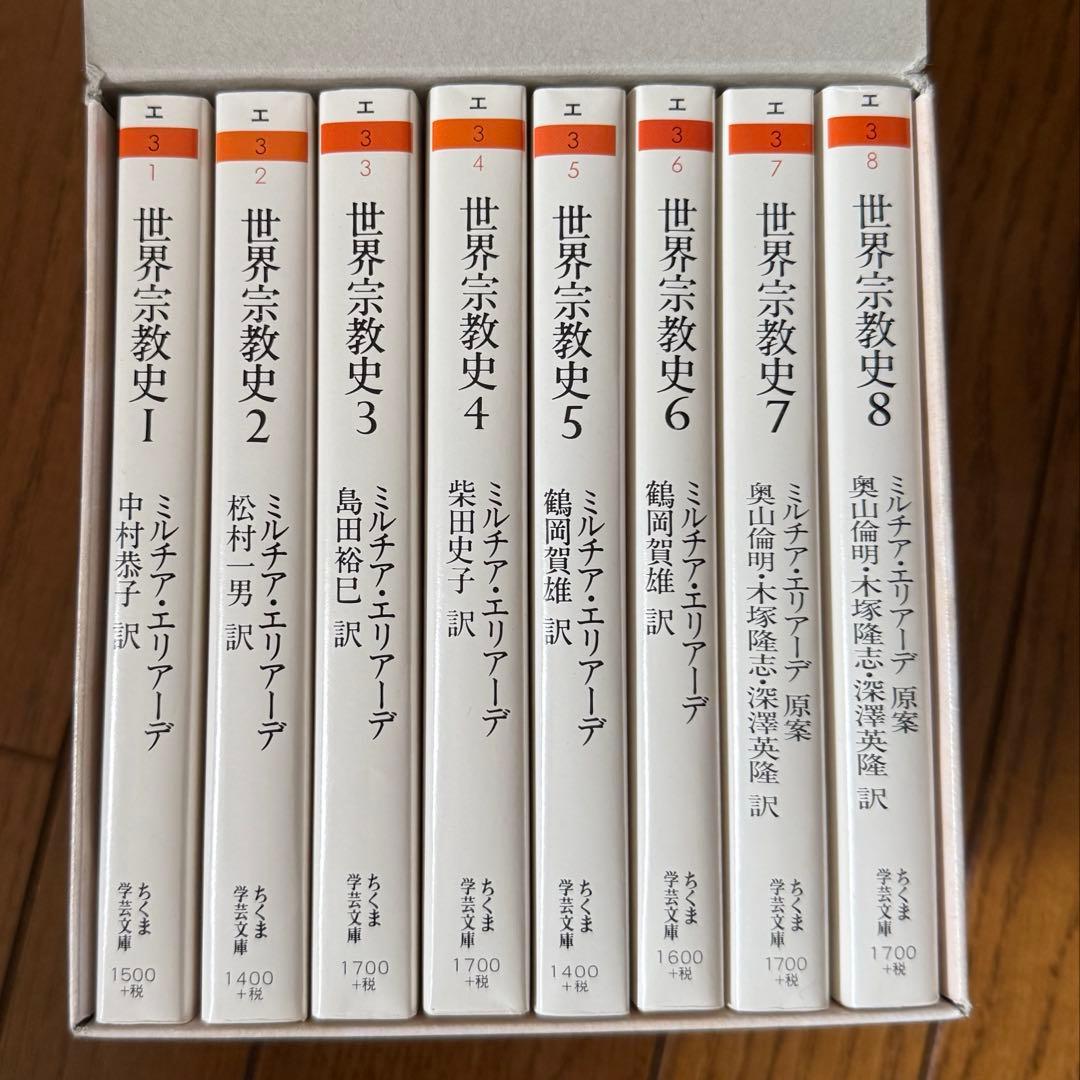 エ
3
1
世界宗教史1
ミルチア・エリアーデ
中村恭子 訳
ちくま
学芸文庫
1500
+税
エ
3
2
世界宗教史2
ミルチア・エリアーデ
松村一男 訳
ちくま
学芸文庫
1400
+税
エ
3
3
世界宗教史3
ミルチア・エリアーデ
島田裕巳 訳
ちくま
学芸文庫
1700
+税
エ
3
4
世界宗教史4
ミルチア・エリアーデ
柴田史子 訳
ちくま
学芸文庫
1700
+税
エ
3
5
世界宗教史5
ミルチア・エリアーデ
鶴岡賀雄 訳
ちくま
学芸文庫
1400
+税
エ
3
6
世界宗教史6
ミルチア・エリアーデ
鶴岡賀雄 訳
ちくま
学芸文庫
1600
+税
エ
3
7
世界宗教史7
ミルチア・エリアーデ 原案
奥山倫明・木塚隆志・深澤英隆 訳
ちくま
学芸文庫
1700
+税
エ
3
8
世界宗教史8
ミルチア・エリアーデ 原案
奥山倫明・木塚隆志・深澤英隆 訳
ちくま
学芸文庫
1700
+税